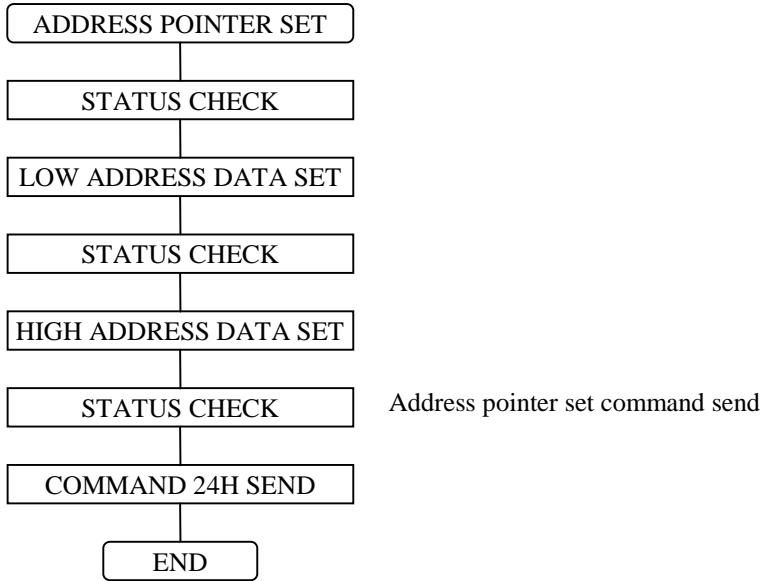 ADDRESS POINTER SET
STATUS CHECK
LOW ADDRESS DATA SET
STATUS CHECK
HIGH ADDRESS DATA SET
STATUS CHECK
Address pointer set command send
COMMAND 24H SEND
END